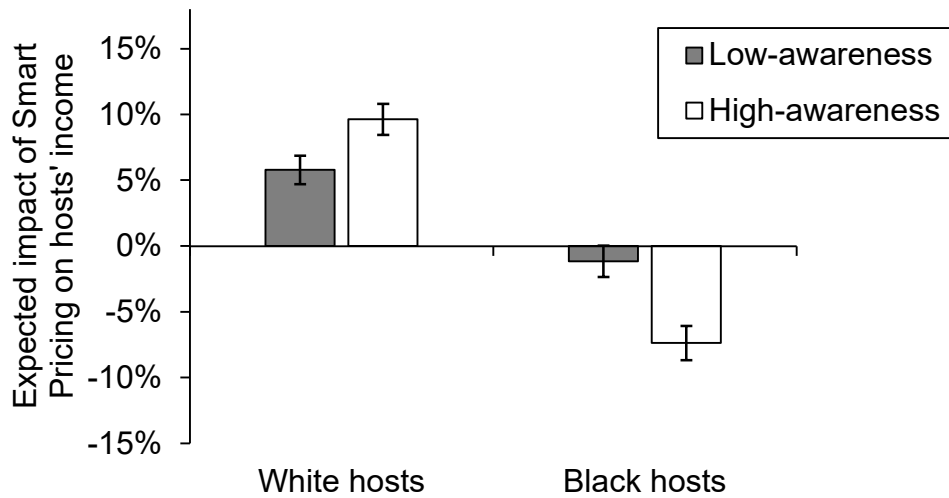 Expected impact of Smart
Pricing on hosts' income
15%
10%
5%
0%
-5%
-10%
-15%
Low-awareness
High-awareness
White hosts
Black hosts